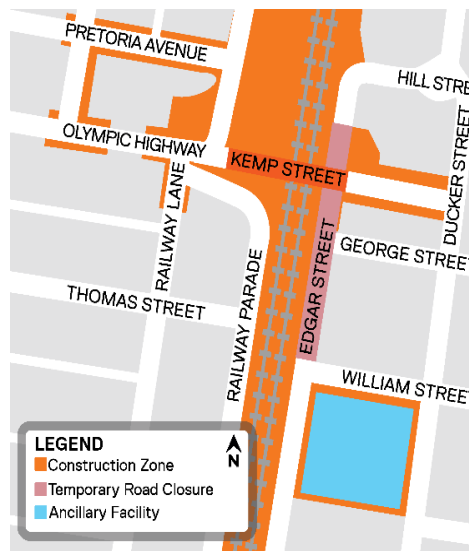 PRETORIA AVENUE
HILL STRE
OLYMPIC HIGHWAY
KEMP STREET
DUCKER STREET
RAILWAY LANE
EDGAR STREET
GEORGE STREET
THOMAS STREET
RAILWAY PARADE
WILLIAM STREET
LEGEND
N
Construction Zone
Temporary Road Closure
Ancillary Facility